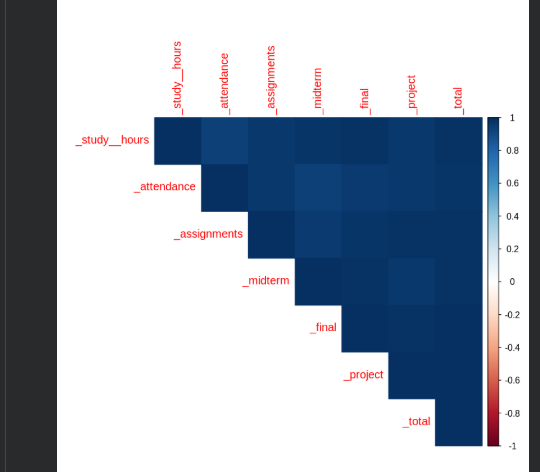 _study__hours
_attendance
_assignments
_midterm
_final
_project
_total
_study__hours
_attendance
_assignments
_midterm
_final
_project
_total
1
0.8
0.6
0.4
0.2
0
-0.2
-0.4
-0.6
-0.8
-1